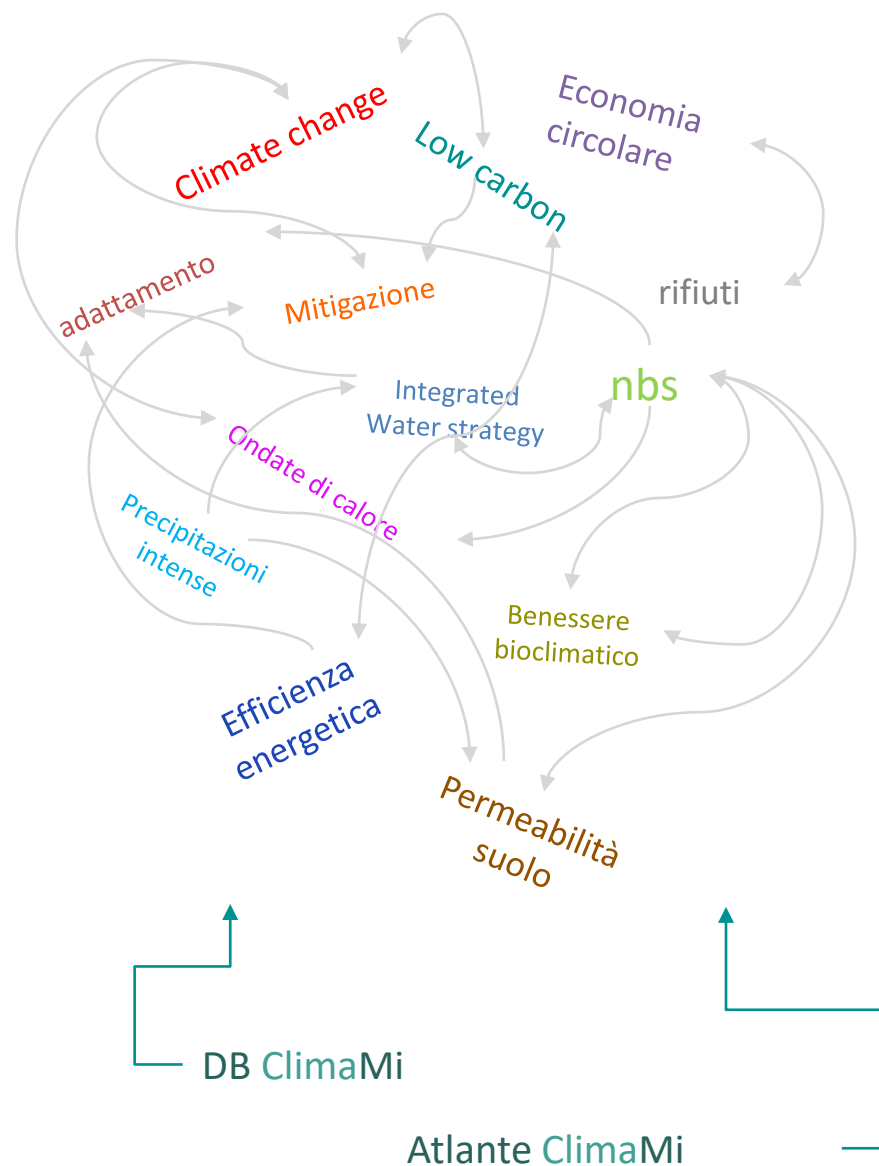 Climate change
Low carbon
Economia
circolare
adattamento
Mitigazione
rifiuti
Integrated
Water strategy
nbs
Ondate di calore
Precipitazioni
intense
Benessere
bioclimatico
Efficienza
energetica
Permeabilità
suolo
DB ClimaMi
Atlante ClimaMi